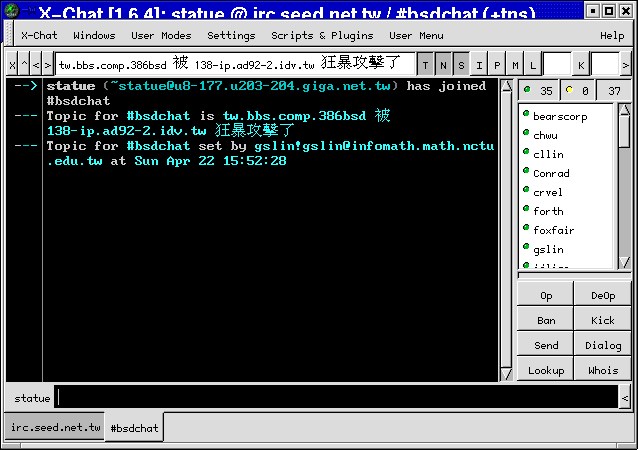 X-Chat [1.6.4]: statue @ irc.seed.net.tw / #bsdchat (+tns)
X-Chat Windows User Modes Settings Scripts & Plugins User Menu Help
X ^ < > tw.bbs.comp.386bsd 被 138-ip.ad92-2.idv.tw 狂暴攻擊了 T N S I P M L K >
--> statue (~statue@u8-177.u203-204.giga.net.tw) has joined
#bsdchat
--- Topic for #bsdchat is tw.bbs.comp.386bsd 被
138-ip.ad92-2.idv.tw 狂暴攻擊了
--- Topic for #bsdchat set by gslin!gslin@infomath.math.nctu
.edu.tw at Sun Apr 22 15:52:28
35 0 37
bearscorp
chwu
cllin
Conrad
crvel
forth
foxfair
gslin
Op DeOp
Ban Kick
Send Dialog
Lookup Whois
statue <
irc.seed.net.tw #bsdchat